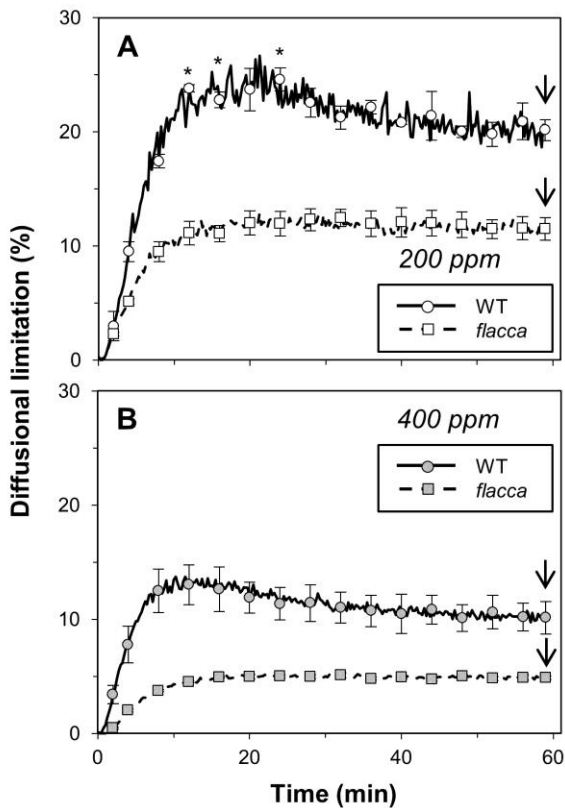 Diffusional limitation (%)
30
A
* * *
20
10
200 ppm
WT
flacca
0
30
B
400 ppm
WT
flacca
20
10
0
0 20 40 60
Time (min)